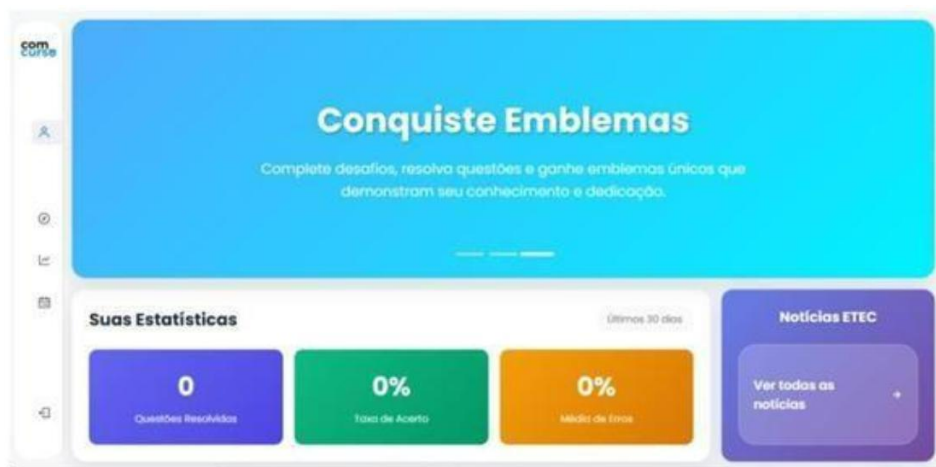 com
curso
Conquiste Emblemas
Complete desafios, resolva questões e ganhe emblemas únicos que
demonstram seu conhecimento e dedicação.
Suas Estatísticas
Últimos 30 dias
0
Questões Resolvidas
0%
Taxa de Acerto
0%
Média de Erros
Notícias ETEC
Ver todas as
notícias